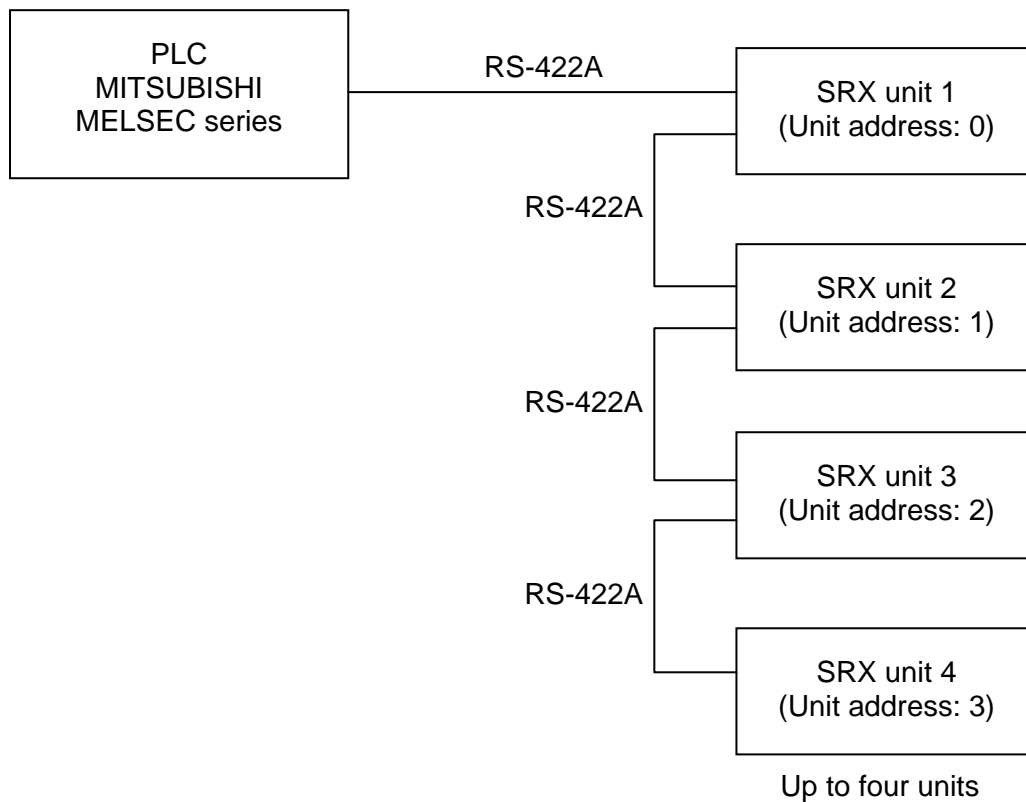 PLC
MITSUBISHI
MELSEC series
RS-422A
SRX unit 1
(Unit address: 0)
RS-422A
SRX unit 2
(Unit address: 1)
RS-422A
SRX unit 3
(Unit address: 2)
RS-422A
SRX unit 4
(Unit address: 3)
Up to four units